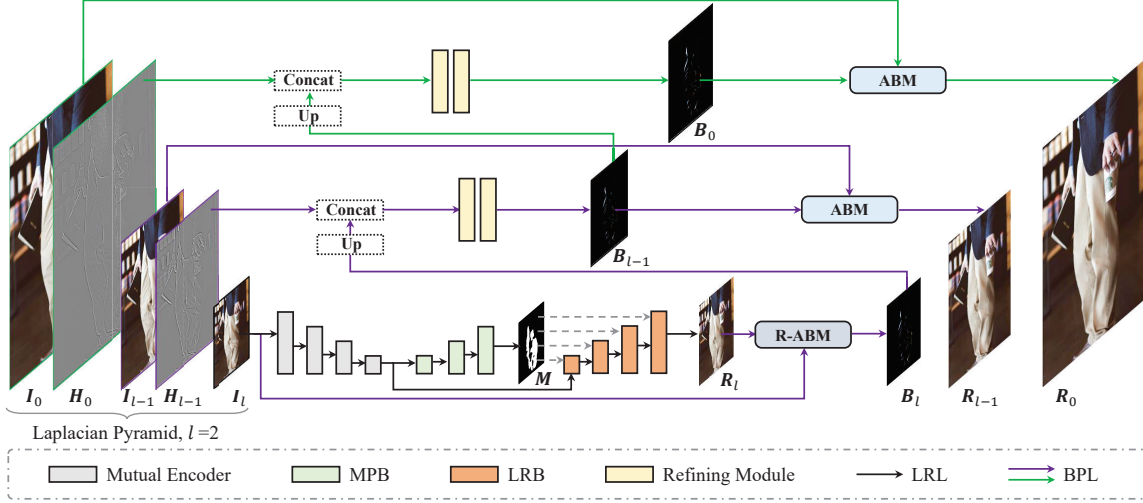 Concat
Up
B0
ABM
Concat
Up
Bl−1
ABM
M
Rl
R-ABM
Bl
Rl−1
R0
I0 H0 Il−1 Hl−1 Il
Laplacian Pyramid, l =2
Mutual Encoder MPB LRB Refining Module LRL BPL